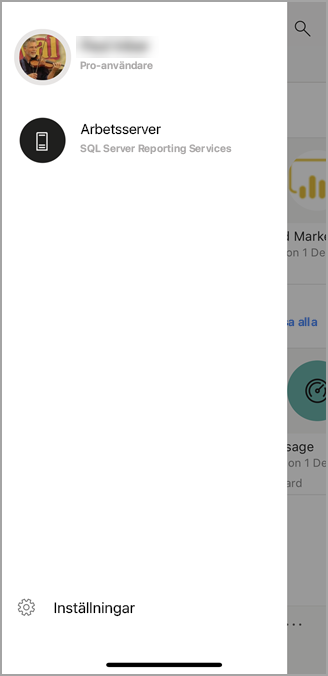 Pro-användare
Arbetsserver
SQL Server Reporting Services
d Marke
on 1 De
sa alla
sage
on 1 De
ard
Inställningar